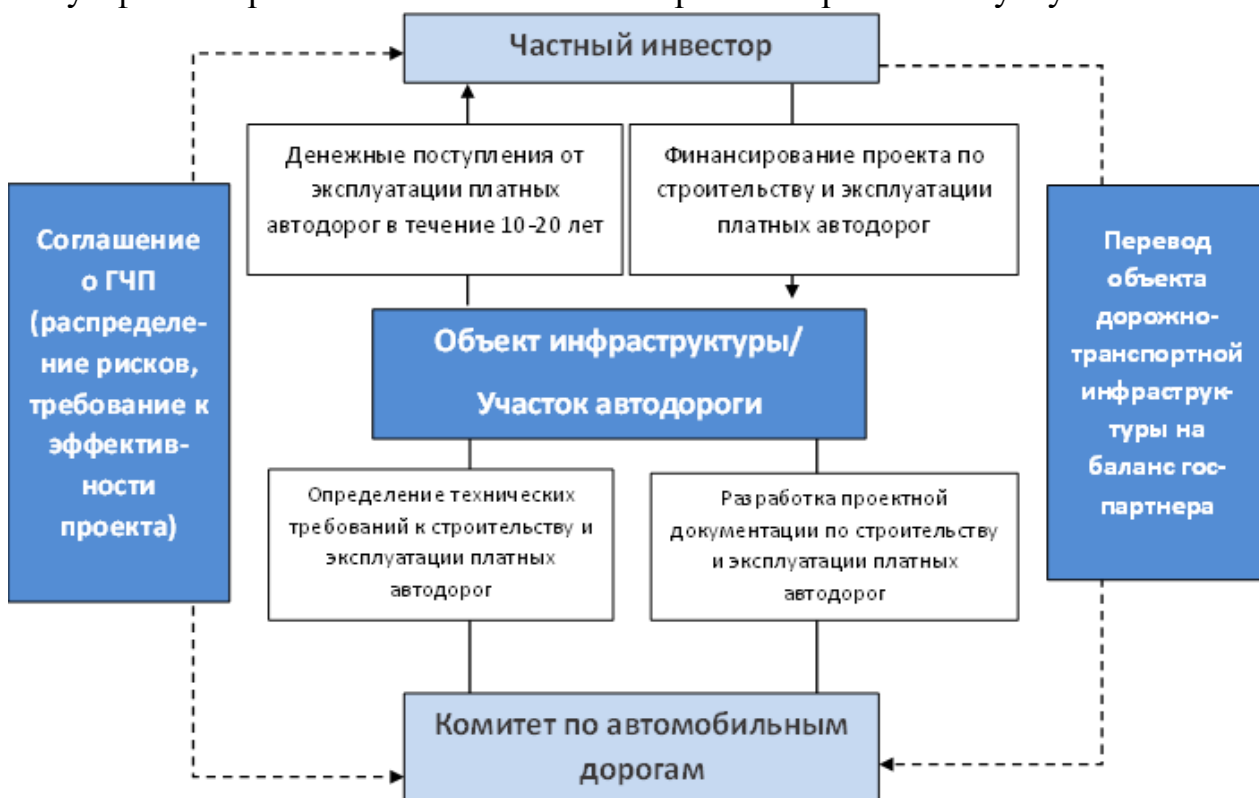 Частный инвестор
Денежные поступления от
эксплуатации платных
автодорог в течение 10-20 лет
Финансирование проекта по
строительству и эксплуатации
платных автодорог
Соглашение
о ГЧП
(распределе-
ние рисков,
требование к
эффектив-
ности
проекта)
Объект инфраструктуры/
Участок автодороги
Перевод
объекта
дорожно-
транспортной
инфраструк-
туры на
баланс гос-
партнера
Определение технических
требований к строительству и
эксплуатации платных
автодорог
Разработка проектной
документации по строительству
и эксплуатации платных
автодорог
Комитет по автомобильным
дорогам